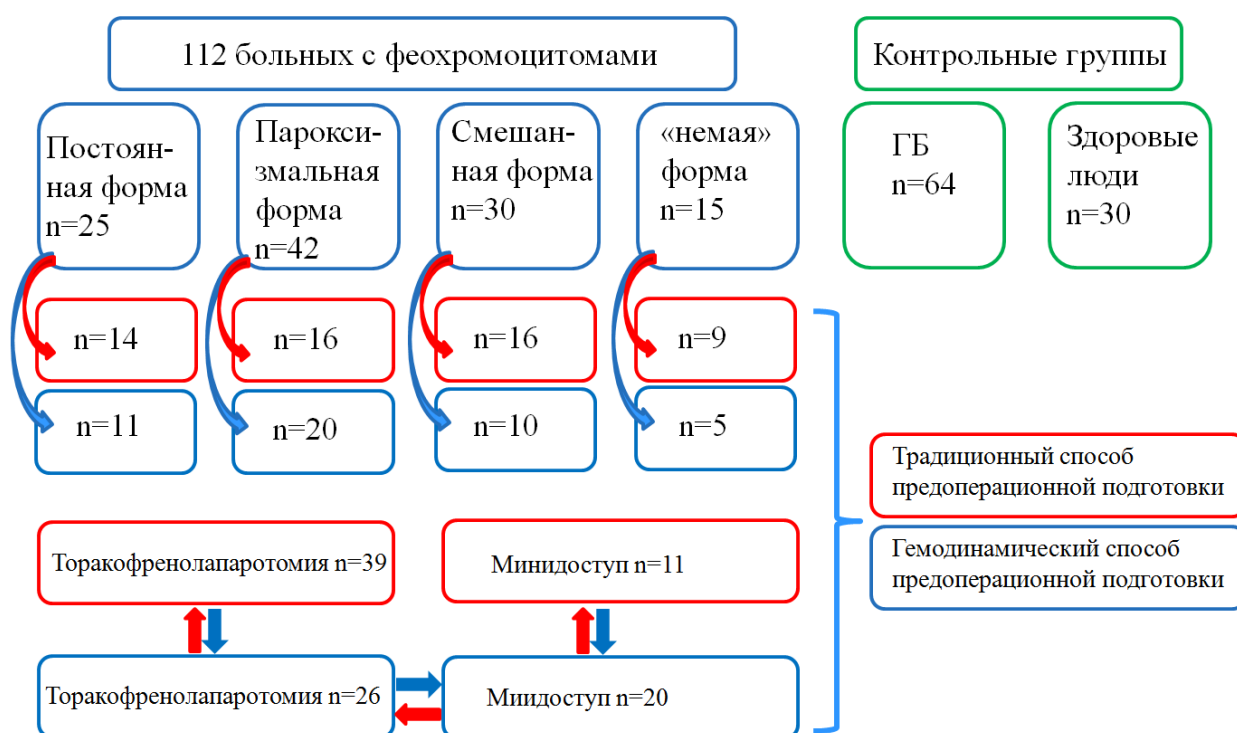 112 больных с феохромоцитомами
Контрольные группы
Постоян-
ная форма
n=25
Парокси-
змальная
форма
n=42
Смешан-
ная форма
n=30
«немая»
форма
n=15
ГБ
n=64
Здоровые
люди
n=30
n=14
n=16
n=16
n=9
n=11
n=20
n=10
n=5
Традиционный способ
предоперационной подготовки
Гемодинамический способ
предоперационной подготовки
Торакофренолапаротомия n=39
Минидоступ n=11
Торакофренолапаротомия n=26
Миидоступ n=20